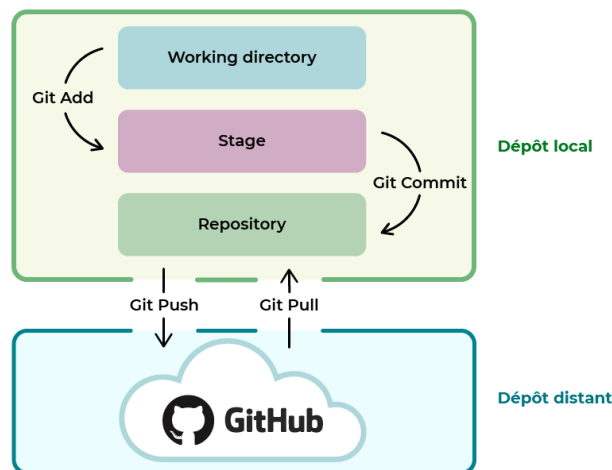 Working directory
Git Add
Stage
Dépôt local
Git Commit
Repository
Git Push
Git Pull
GitHub
Dépôt distant